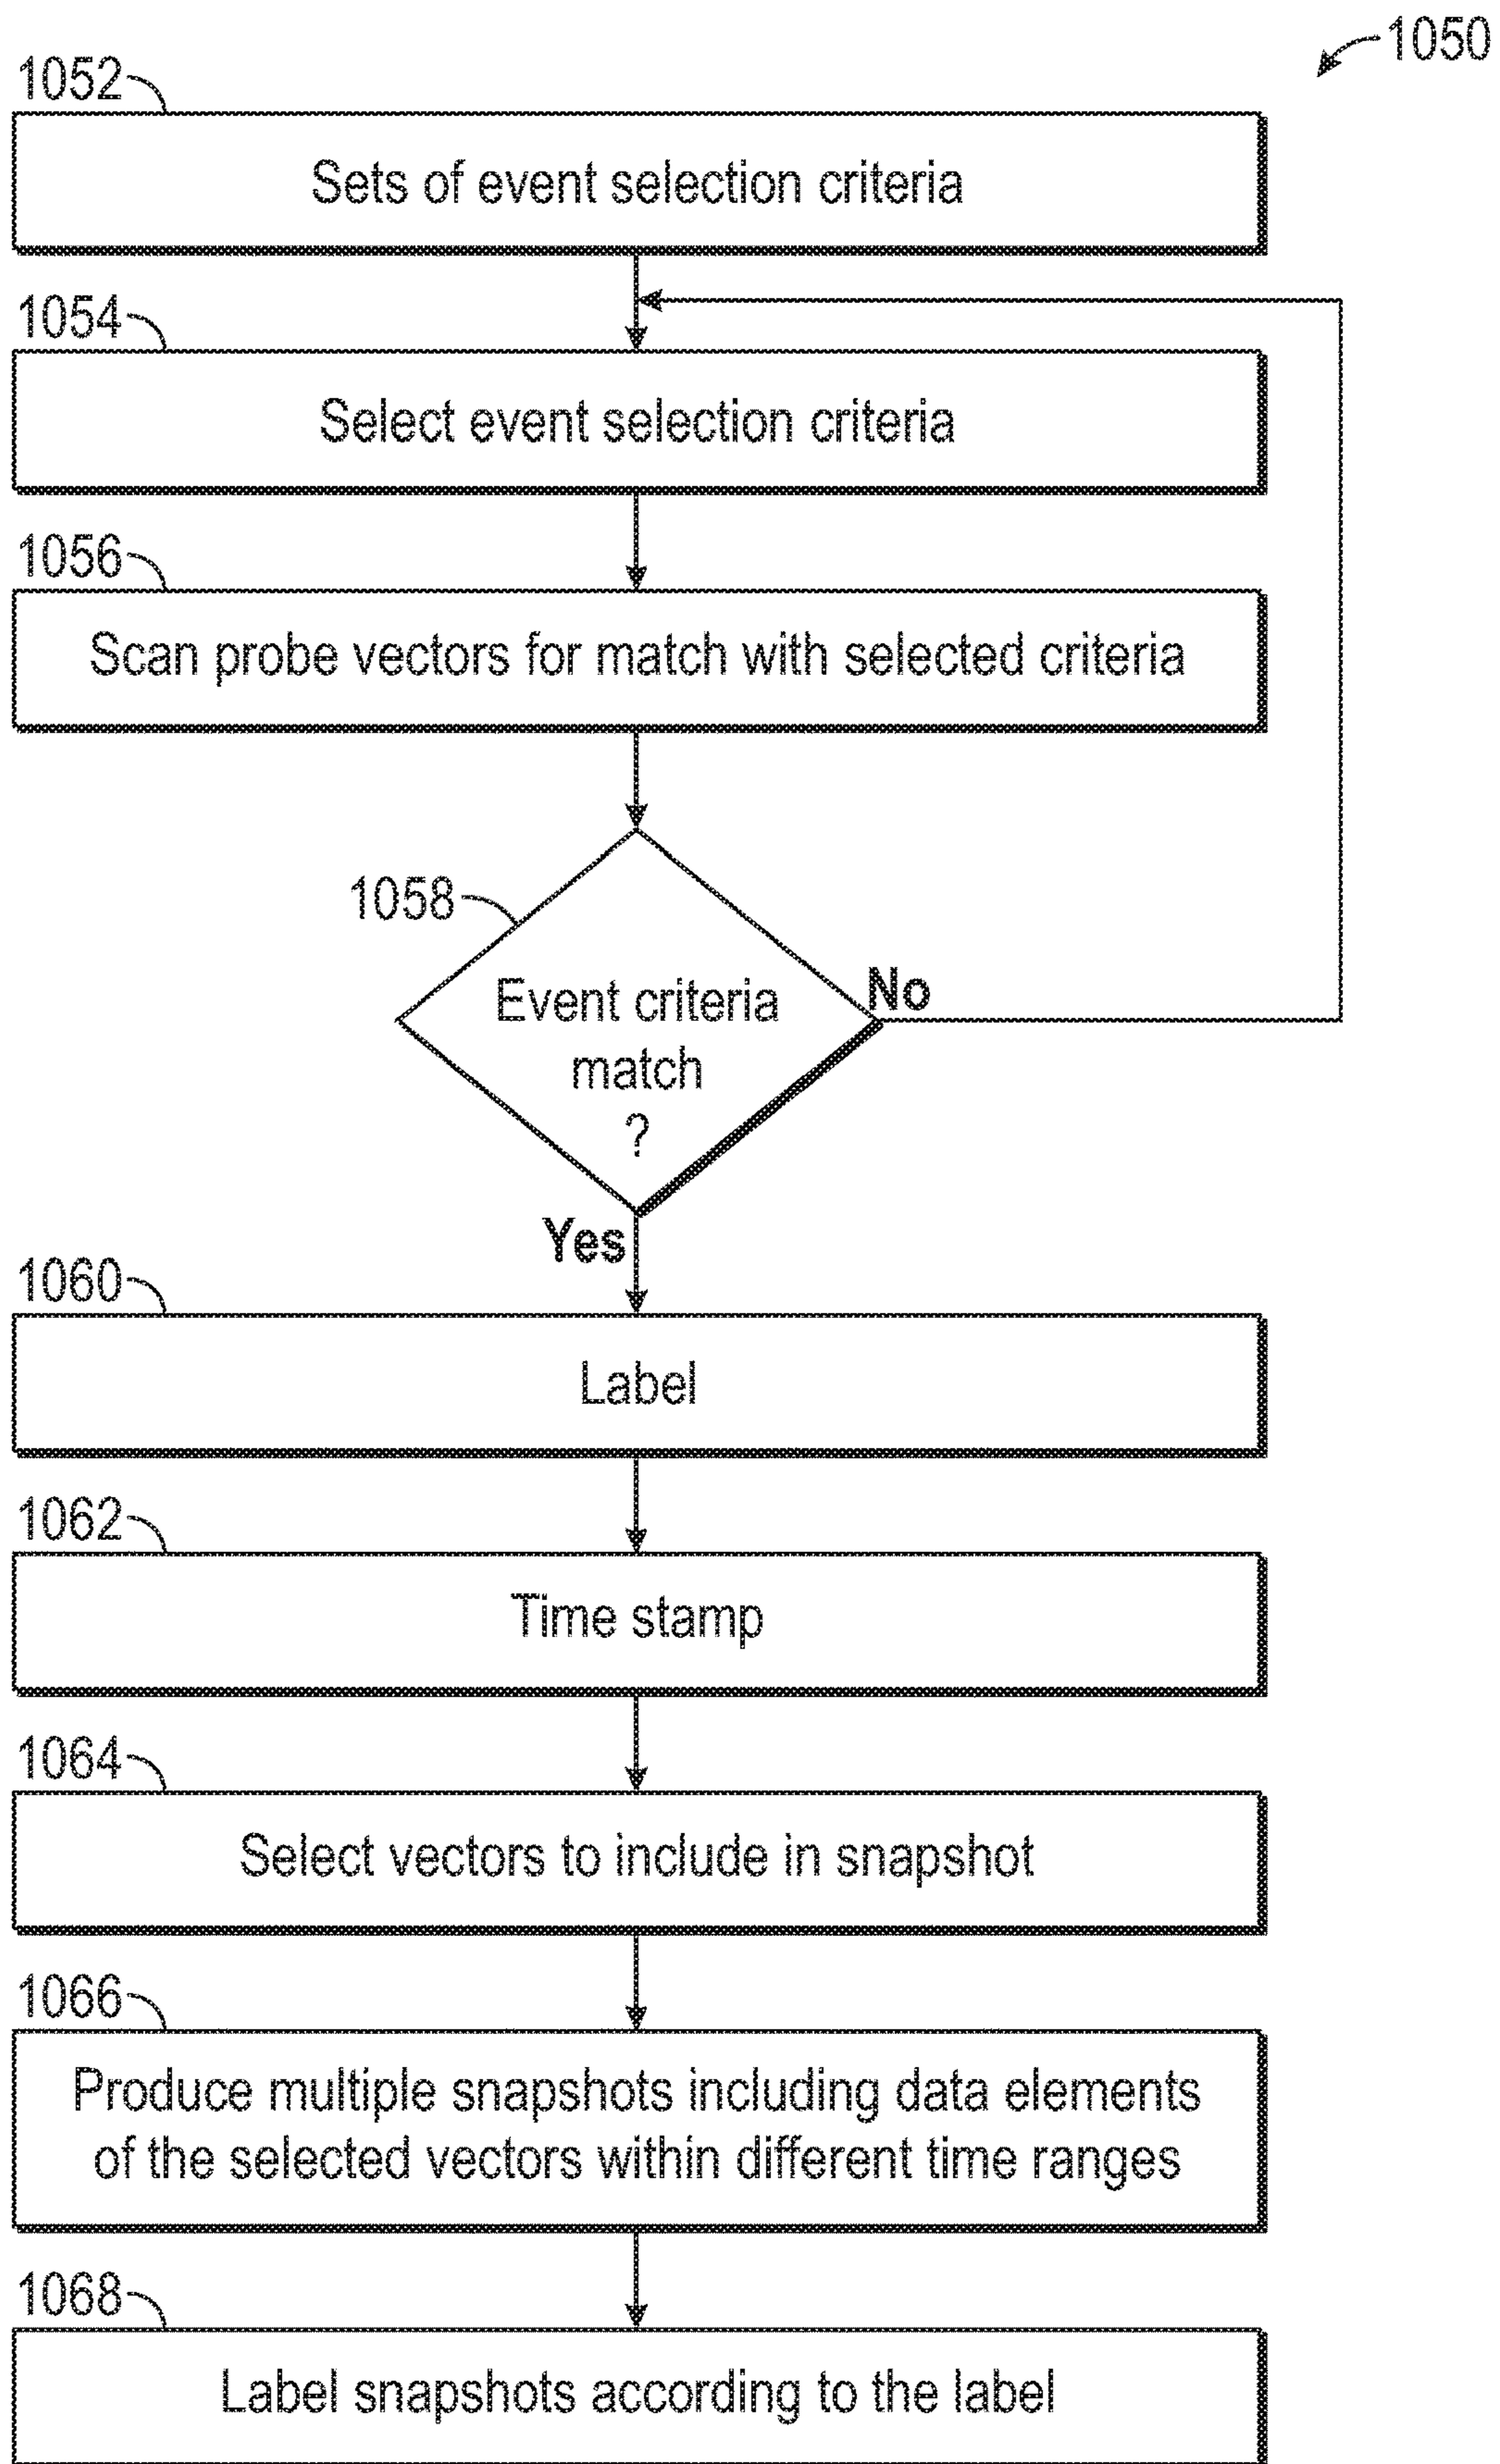 1050
1052
Sets of event selection criteria
1054
Select event selection criteria
1056
Scan probe vectors for match with selected criteria
1058
Event criteria
match
?
No
Yes
1060
Label
1062
Time stamp
1064
Select vectors to include in snapshot
1066
Produce multiple snapshots including data elements
of the selected vectors within different time ranges
1068
Label snapshots according to the label